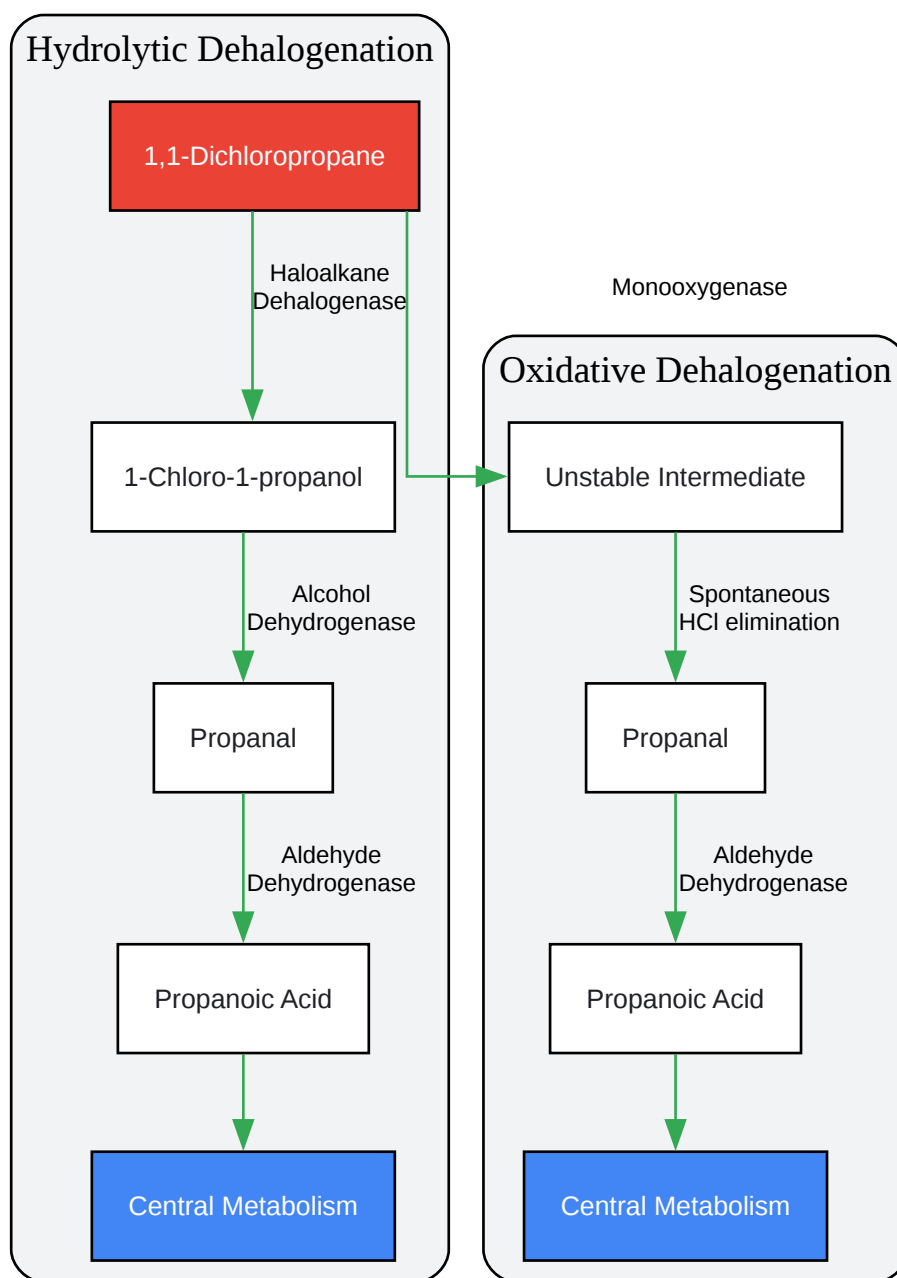 Hydrolytic Dehalogenation
1,1-Dichloropropane
Haloalkane
Dehalogenase
1-Chloro-1-propanol
Alcohol
Dehydrogenase
Propanal
Aldehyde
Dehydrogenase
Propanoic Acid
Central Metabolism
Monooxygenase
Oxidative Dehalogenation
Unstable Intermediate
Spontaneous
HCl elimination
Propanal
Aldehyde
Dehydrogenase
Propanoic Acid
Central Metabolism